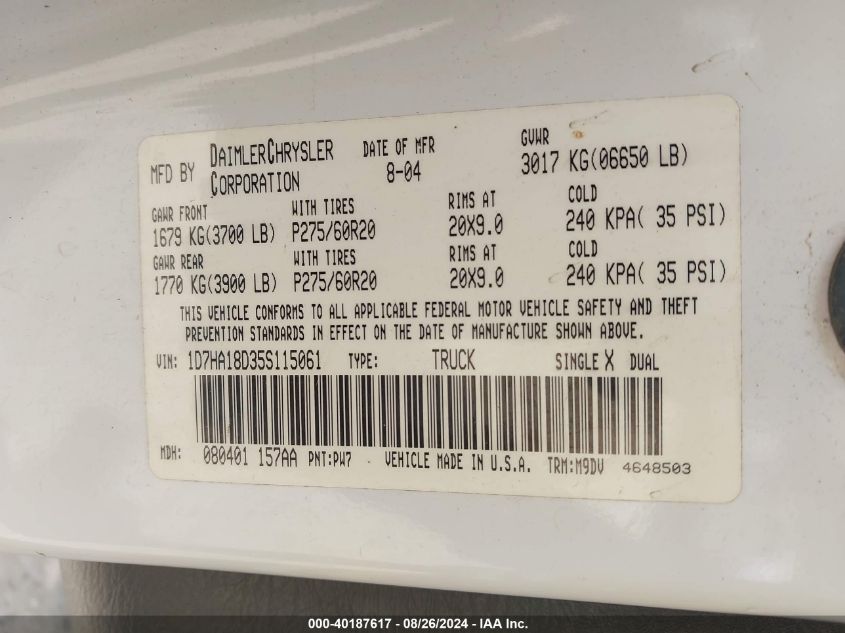 MFD BY DAIMLERCHRYSLER CORPORATION DATE OF MFR 8-04 GVWR 3017 KG(06650 LB)
GAWR FRONT WITH TIRES RIMS AT COLD
1679 KG(3700 LB) P275/60R20 20X9.0 240 KPA( 35 PSI)
GAWR REAR WITH TIRES RIMS AT COLD
1770 KG(3900 LB) P275/60R20 20X9.0 240 KPA( 35 PSI)
THIS VEHICLE CONFORMS TO ALL APPLICABLE FEDERAL MOTOR VEHICLE SAFETY AND THEFT
PREVENTION STANDARDS IN EFFECT ON THE DATE OF MANUFACTURE SHOWN ABOVE.
VIN: 1D7HA18D35S115061 TYPE: TRUCK SINGLE X DUAL
MDH: 080401 157AA PNT:PW7 - VEHICLE MADE IN U.S.A. TRM:M9DV 4648503
000-40187617 - 08/26/2024 - IAA Inc.